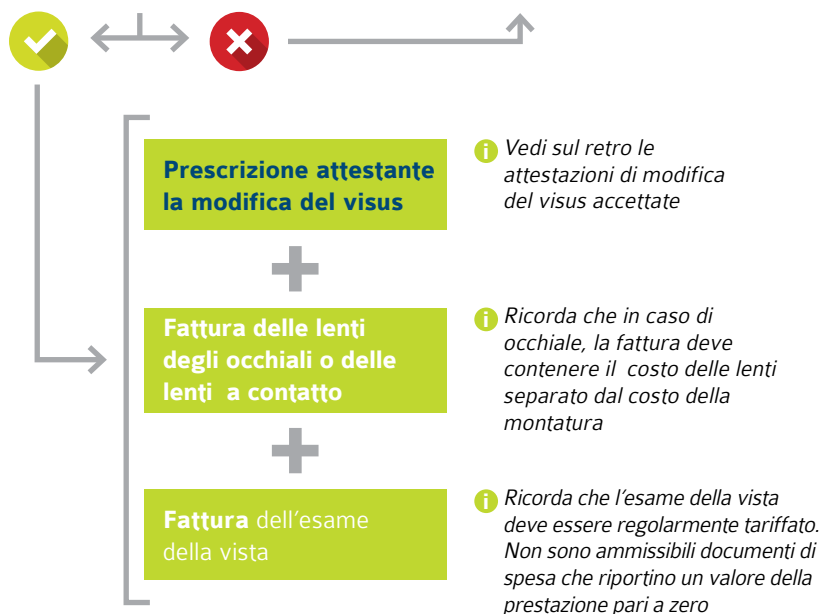 Prescrizione attestante
la modifica del visus
i Vedi sul retro le
attestazioni di modifica
del visus accettate
Fattura delle lenti
degli occhiali o delle
lenti a contatto
i Ricorda che in caso di
occhiale, la fattura deve
contenere il costo delle lenti
separato dal costo della
montatura
Fattura dell'esame
della vista
i Ricorda che l'esame della vista
deve essere regolarmente tariffato.
Non sono ammissibili documenti di
spesa che riportino un valore della
prestazione pari a zero